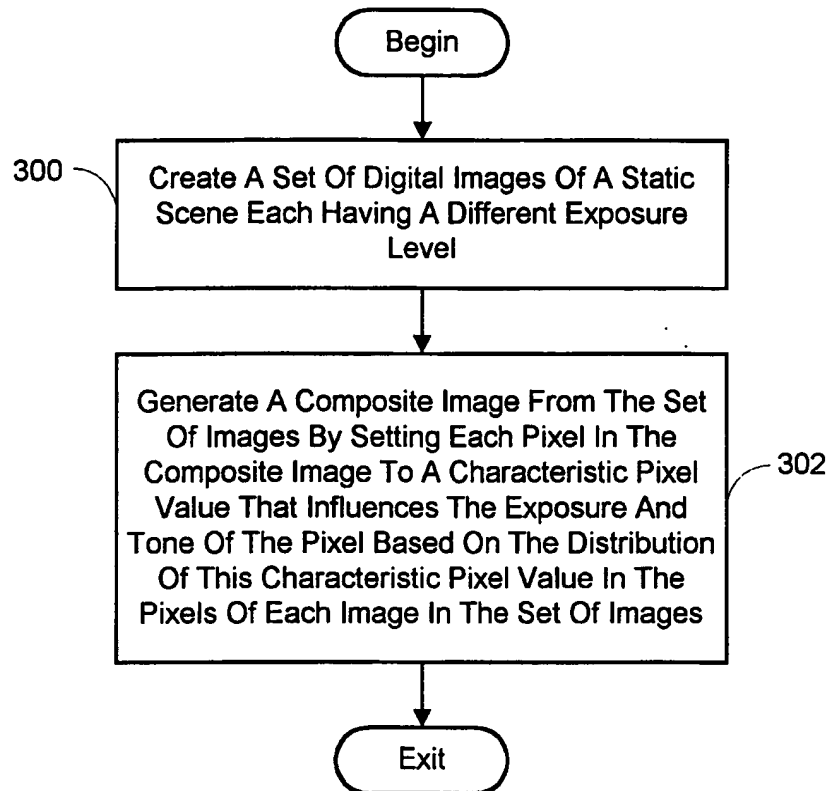 Begin
300
Create A Set Of Digital Images Of A Static
Scene Each Having A Different Exposure
Level
Generate A Composite Image From The Set
Of Images By Setting Each Pixel In The
Composite Image To A Characteristic Pixel
Value That Influences The Exposure And
Tone Of The Pixel Based On The Distribution
Of This Characteristic Pixel Value In The
Pixels Of Each Image In The Set Of Images
302
Exit